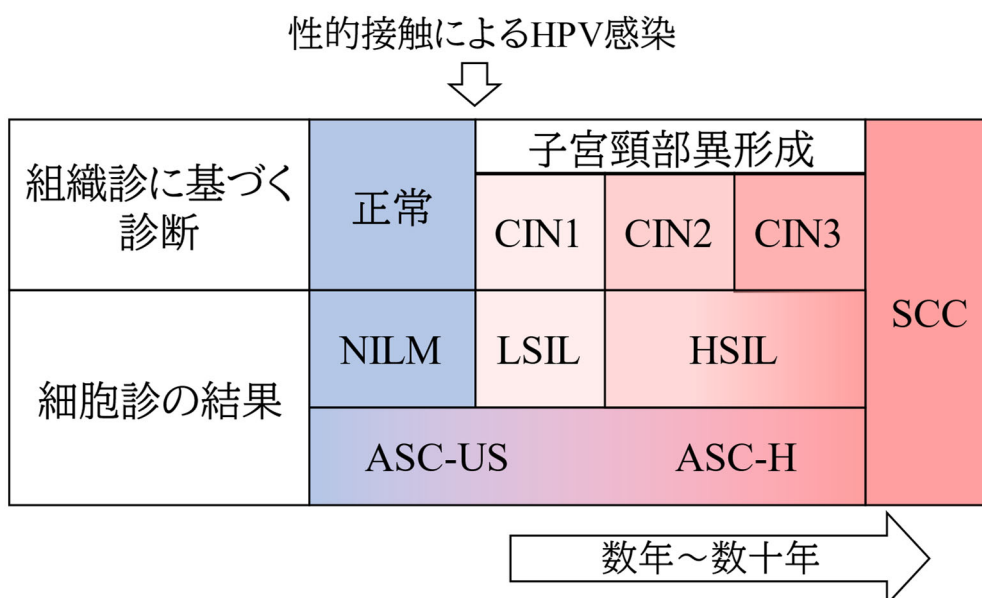 性的接触によるHPV感染
組織診に基づく
診断
正常
子宮頸部異形成
CIN1
CIN2
CIN3
SCC
細胞診の結果
NILM
LSIL
HSIL
ASC-US
ASC-H
数年～数十年